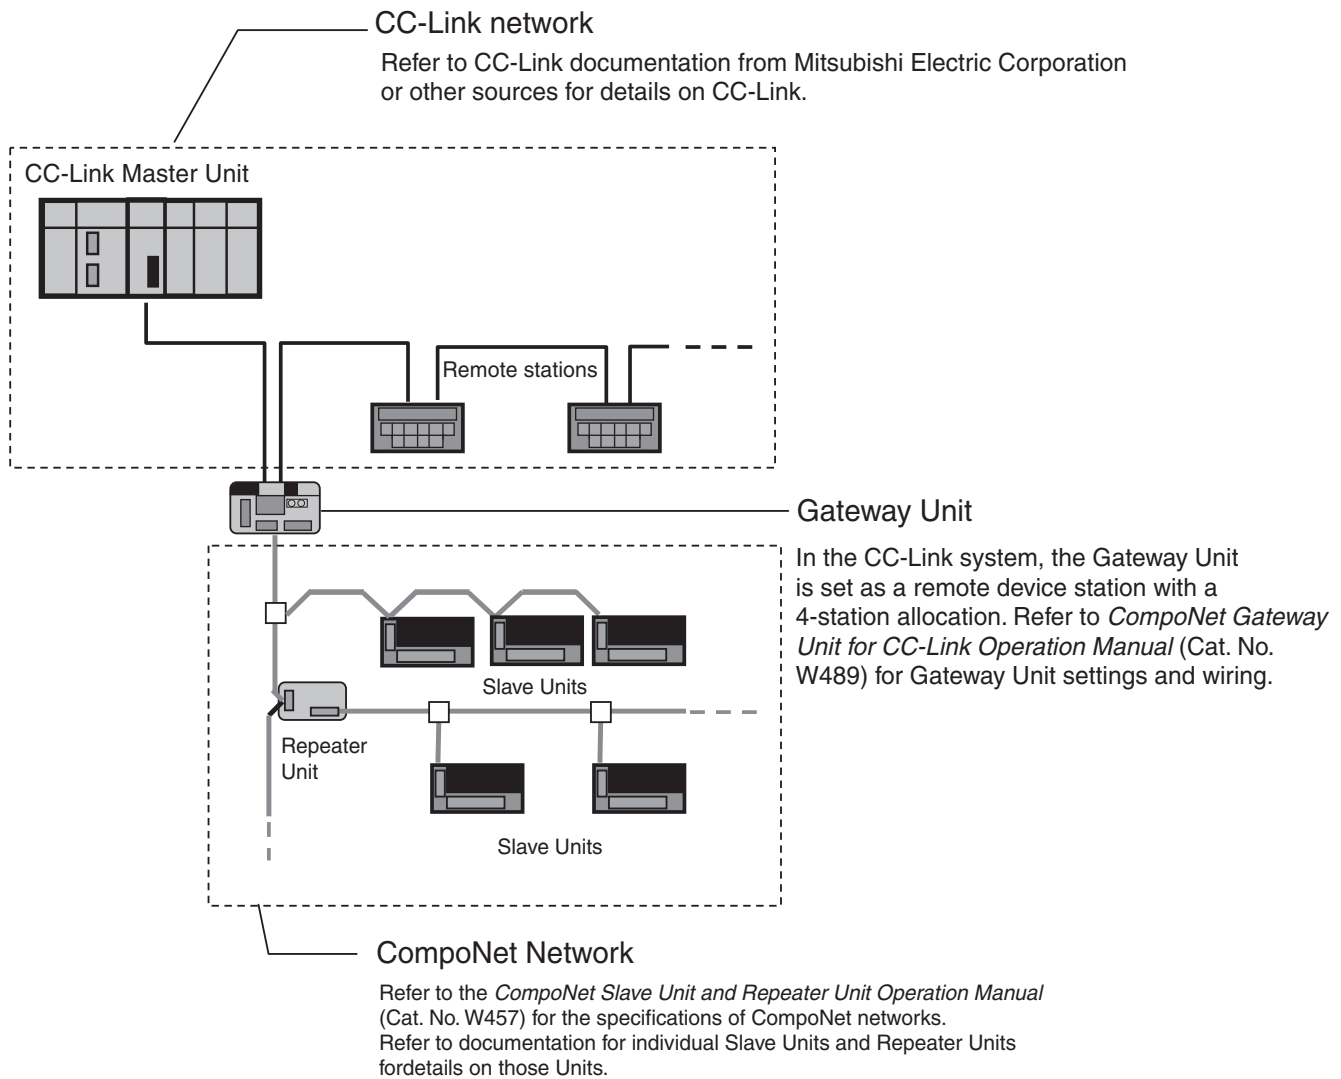 CC-Link network
Refer to CC-Link documentation from Mitsubishi Electric Corporation
or other sources for details on CC-Link.
CC-Link Master Unit
Remote stations
Gateway Unit
In the CC-Link system, the Gateway Unit
is set as a remote device station with a
4-station allocation. Refer to CompoNet Gateway
Unit for CC-Link Operation Manual (Cat. No.
W489) for Gateway Unit settings and wiring.
Slave Units
Repeater
Unit
Slave Units
CompoNet Network
Refer to the CompoNet Slave Unit and Repeater Unit Operation Manual
(Cat. No. W457) for the specifications of CompoNet networks.
Refer to documentation for individual Slave Units and Repeater Units
fordetails on those Units.